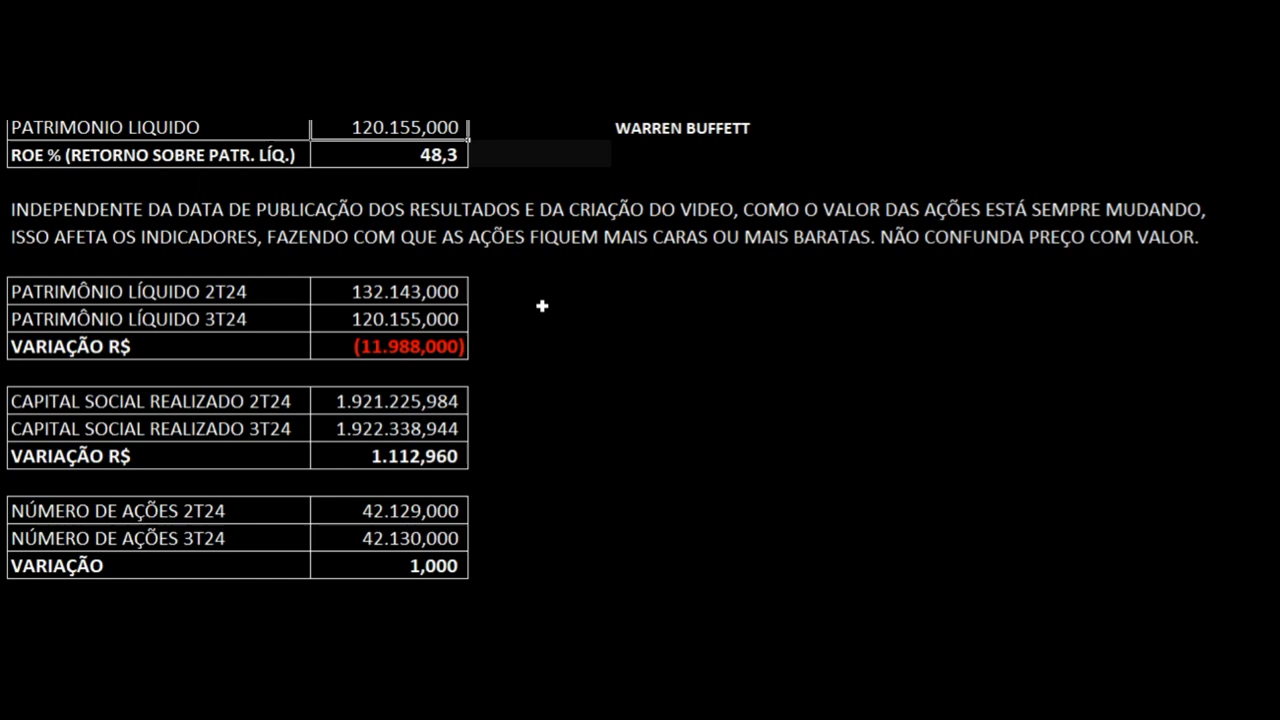 PATRIMONIO LIQUIDO 120.155,000 WARREN BUFFETT
ROE % (RETORNO SOBRE PATR. LÍQ.) 48,3
INDEPENDENTE DA DATA DE PUBLICAÇÃO DOS RESULTADOS E DA CRIAÇÃO DO VIDEO, COMO O VALOR DAS AÇÕES ESTÁ SEMPRE MUDANDO,
ISSO AFETA OS INDICADORES, FAZENDO COM QUE AS AÇÕES FIQUEM MAIS CARAS OU MAIS BARATAS. NÃO CONFUNDA PREÇO COM VALOR.
PATRIMÔNIO LÍQUIDO 2T24 132.143,000
PATRIMÔNIO LÍQUIDO 3T24 120.155,000
VARIAÇÃO R$ (11.988,000)
CAPITAL SOCIAL REALIZADO 2T24 1.921.225,984
CAPITAL SOCIAL REALIZADO 3T24 1.922.338,944
VARIAÇÃO R$ 1.112,960
NÚMERO DE AÇÕES 2T24 42.129,000
NÚMERO DE AÇÕES 3T24 42.130,000
VARIAÇÃO 1,000